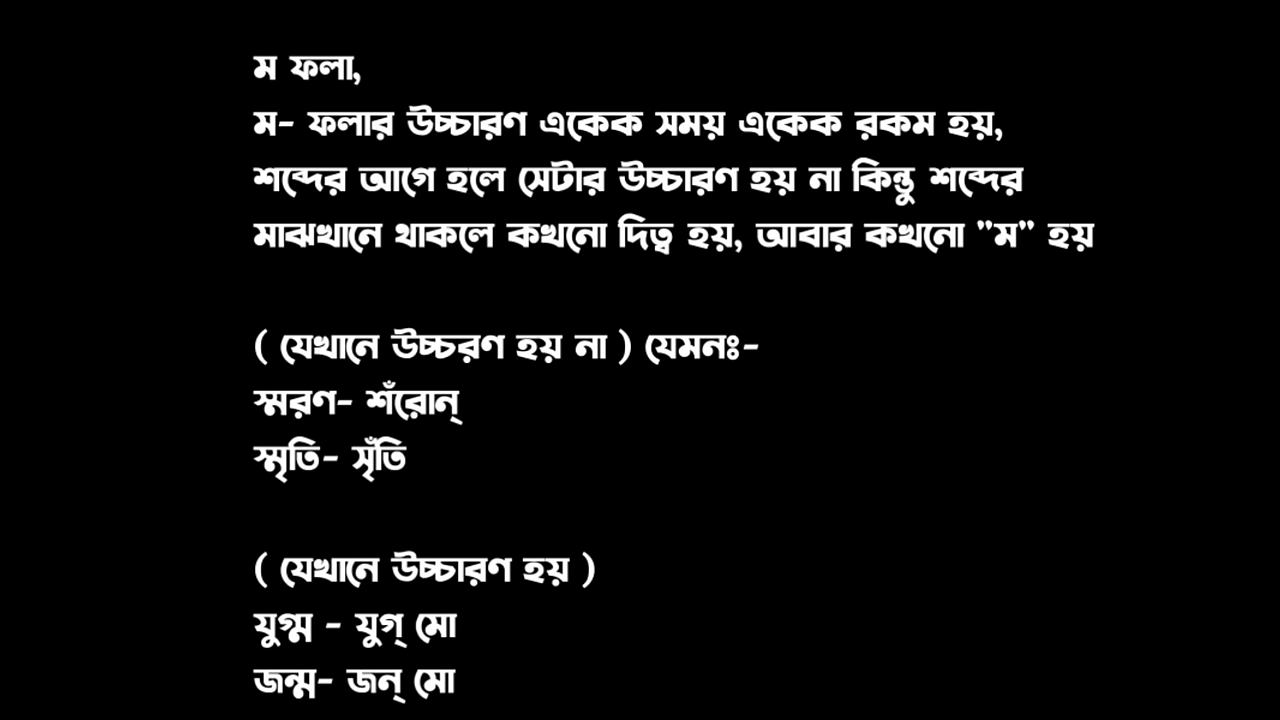 ম ফলা,
ম- ফলার উচ্চারণ একেক সময় একেক রকম হয়,
শব্দের আগে হলে সেটার উচ্চারণ হয় না কিন্তু শব্দের
মাঝখানে থাকলে কখনো দিত্ব হয়, আবার কখনো "ম" হয়
( যেখানে উচ্চরণ হয় না ) যেমনঃ-
স্মরণ- শঁরোন্
স্মৃতি- সৃঁতি
( যেখানে উচ্চারণ হয় )
যুগ্ম - যুগ্ মো
জন্ম- জন্ মো